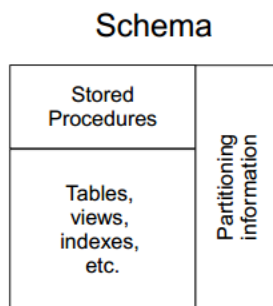 Schema
Stored
Procedures
Tables,
views,
indexes,
etc.
Partitioning
information